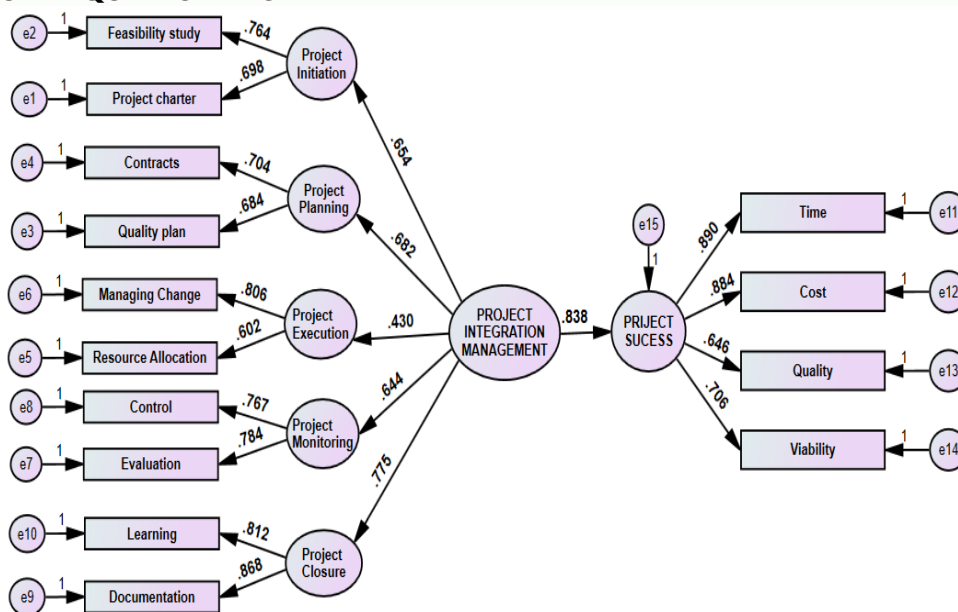 e2
1
Feasibility study
.764
Project
Initiation
e1
1
Project charter
.698
.654
e4
1
Contracts
.704
Project
Planning
e3
1
Quality plan
.684
.682
e6
1
Managing Change
.806
Project
Execution
e5
1
Resource Allocation
.602
.430
e8
1
Control
.767
Project
Monitoring
e7
1
Evaluation
.784
.644
e10
1
Learning
.812
Project
Closure
e9
1
Documentation
.868
.775
PROJECT
INTEGRATION
MANAGEMENT
.838
e15
1
PRIJECT
SUCESS
.890
Time
1
e11
.884
Cost
1
e12
.646
Quality
1
e13
.706
Viability
1
e14